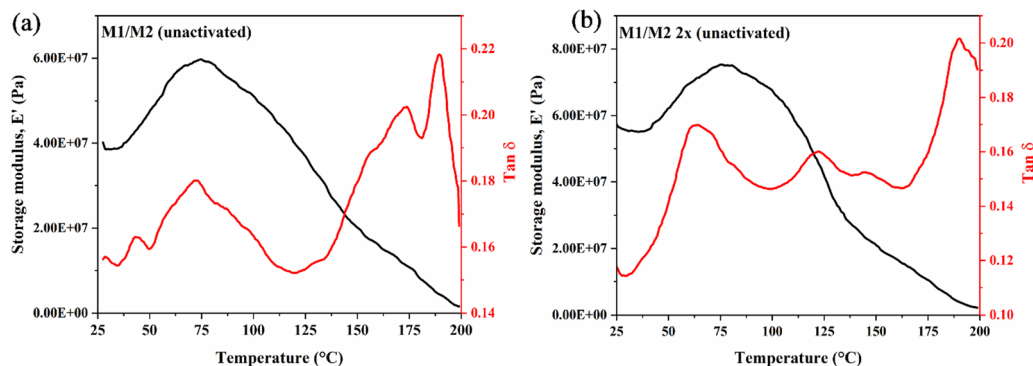 (a)
M1/M2 (unactivated)
Storage modulus, E' (Pa)
6.00E+07
4.00E+07
2.00E+07
0.00E+00
0.22
0.20
0.18
0.16
0.14
Tan δ
25 50 75 100 125 150 175 200
Temperature (°C)
(b)
M1/M2 2x (unactivated)
Storage modulus, E' (Pa)
8.00E+07
6.00E+07
4.00E+07
2.00E+07
0.00E+00
0.20
0.18
0.16
0.14
0.12
0.10
Tan δ
25 50 75 100 125 150 175 200
Temperature (°C)